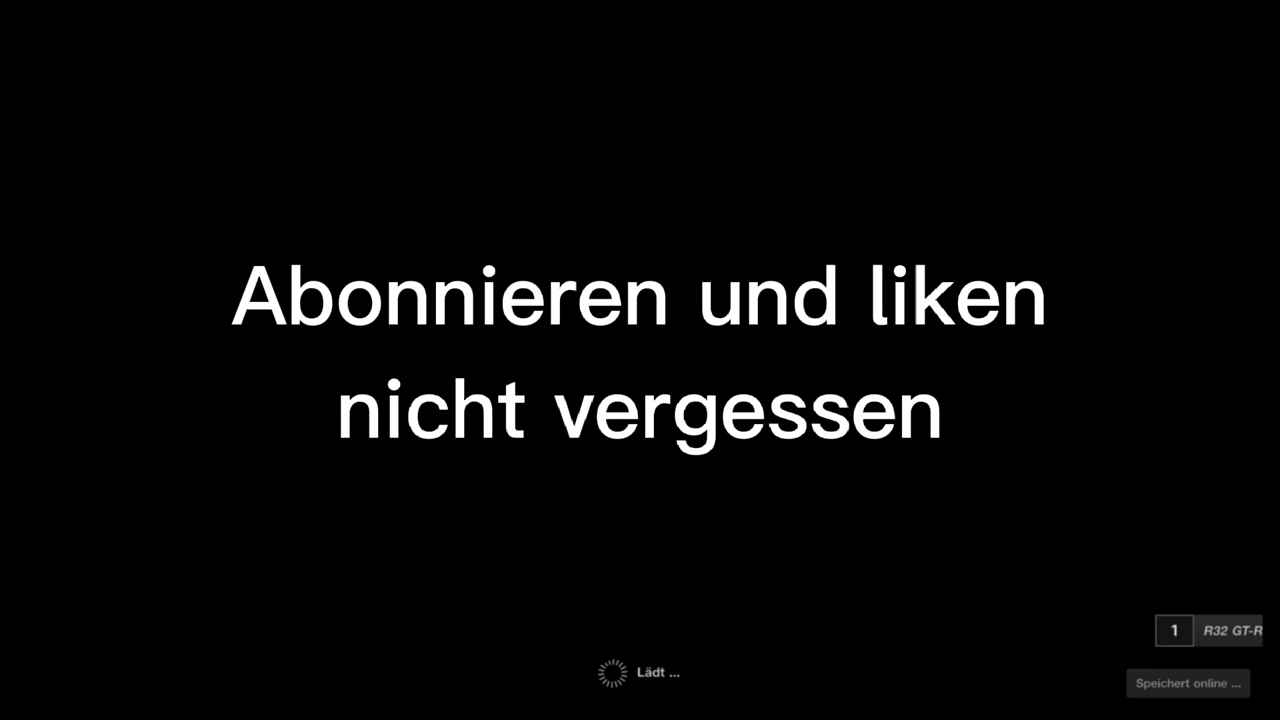 Abonnieren und liken
nicht vergessen
1 R32 GT-R
Lädt ...
Speichert online ...